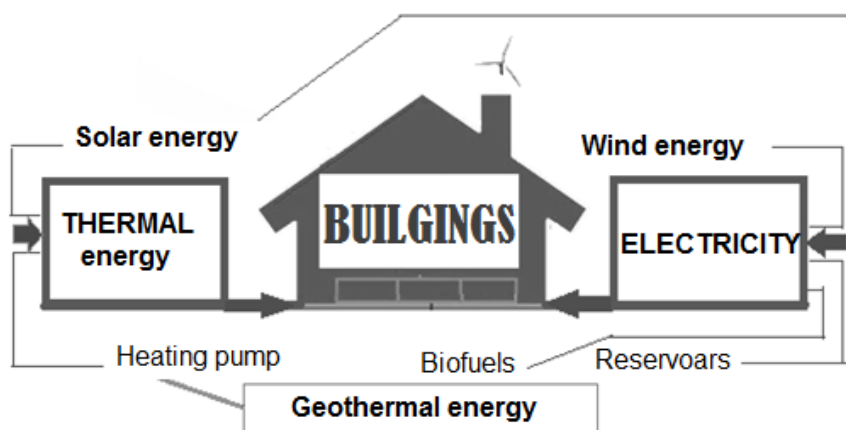 Solar energy
Wind energy
THERMAL
energy
BUILGINGS
ELECTRICITY
Heating pump
Biofuels
Reservoars
Geothermal energy